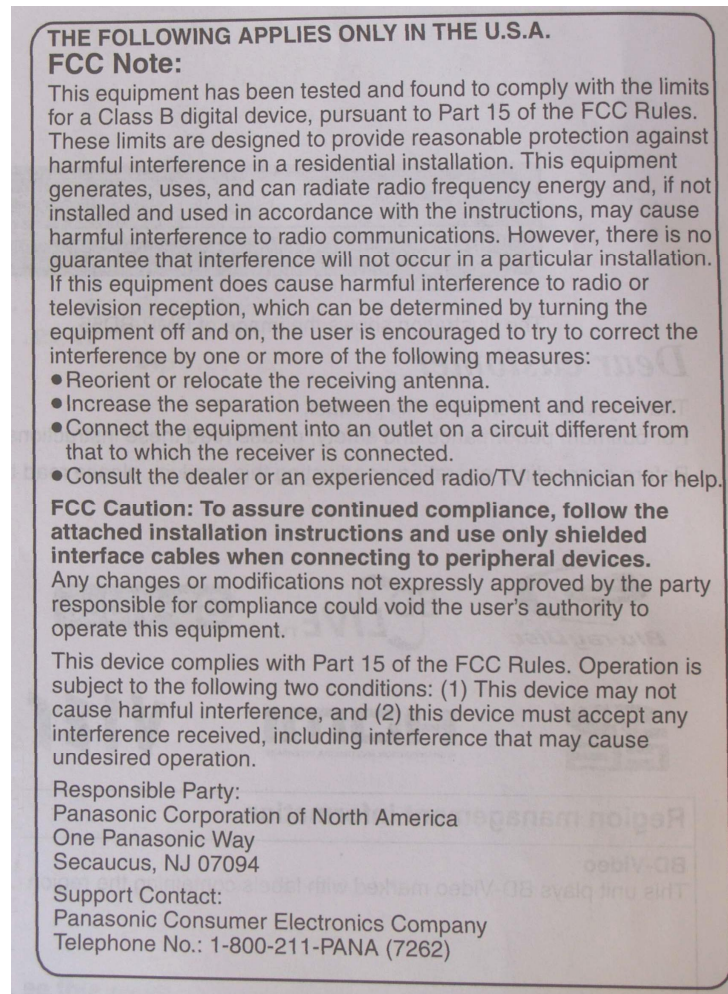 THE FOLLOWING APPLIES ONLY IN THE U.S.A.
FCC Note:
This equipment has been tested and found to comply with the limits
for a Class B digital device, pursuant to Part 15 of the FCC Rules.
These limits are designed to provide reasonable protection against
harmful interference in a residential installation. This equipment
generates, uses, and can radiate radio frequency energy and, if not
installed and used in accordance with the instructions, may cause
harmful interference to radio communications. However, there is no
guarantee that interference will not occur in a particular installation.
If this equipment does cause harmful interference to radio or
television reception, which can be determined by turning the
equipment off and on, the user is encouraged to try to correct the
interference by one or more of the following measures:
●Reorient or relocate the receiving antenna.
●Increase the separation between the equipment and receiver.
●Connect the equipment into an outlet on a circuit different from
that to which the receiver is connected.
●Consult the dealer or an experienced radio/TV technician for help.
FCC Caution: To assure continued compliance, follow the
attached installation instructions and use only shielded
interface cables when connecting to peripheral devices.
Any changes or modifications not expressly approved by the party
responsible for compliance could void the user's authority to
operate this equipment.
This device complies with Part 15 of the FCC Rules. Operation is
subject to the following two conditions: (1) This device may not
cause harmful interference, and (2) this device must accept any
interference received, including interference that may cause
undesired operation.
Responsible Party:
Panasonic Corporation of North America
One Panasonic Way
Secaucus, NJ 07094
Support Contact:
Panasonic Consumer Electronics Company
Telephone No.: 1-800-211-PANA (7262)